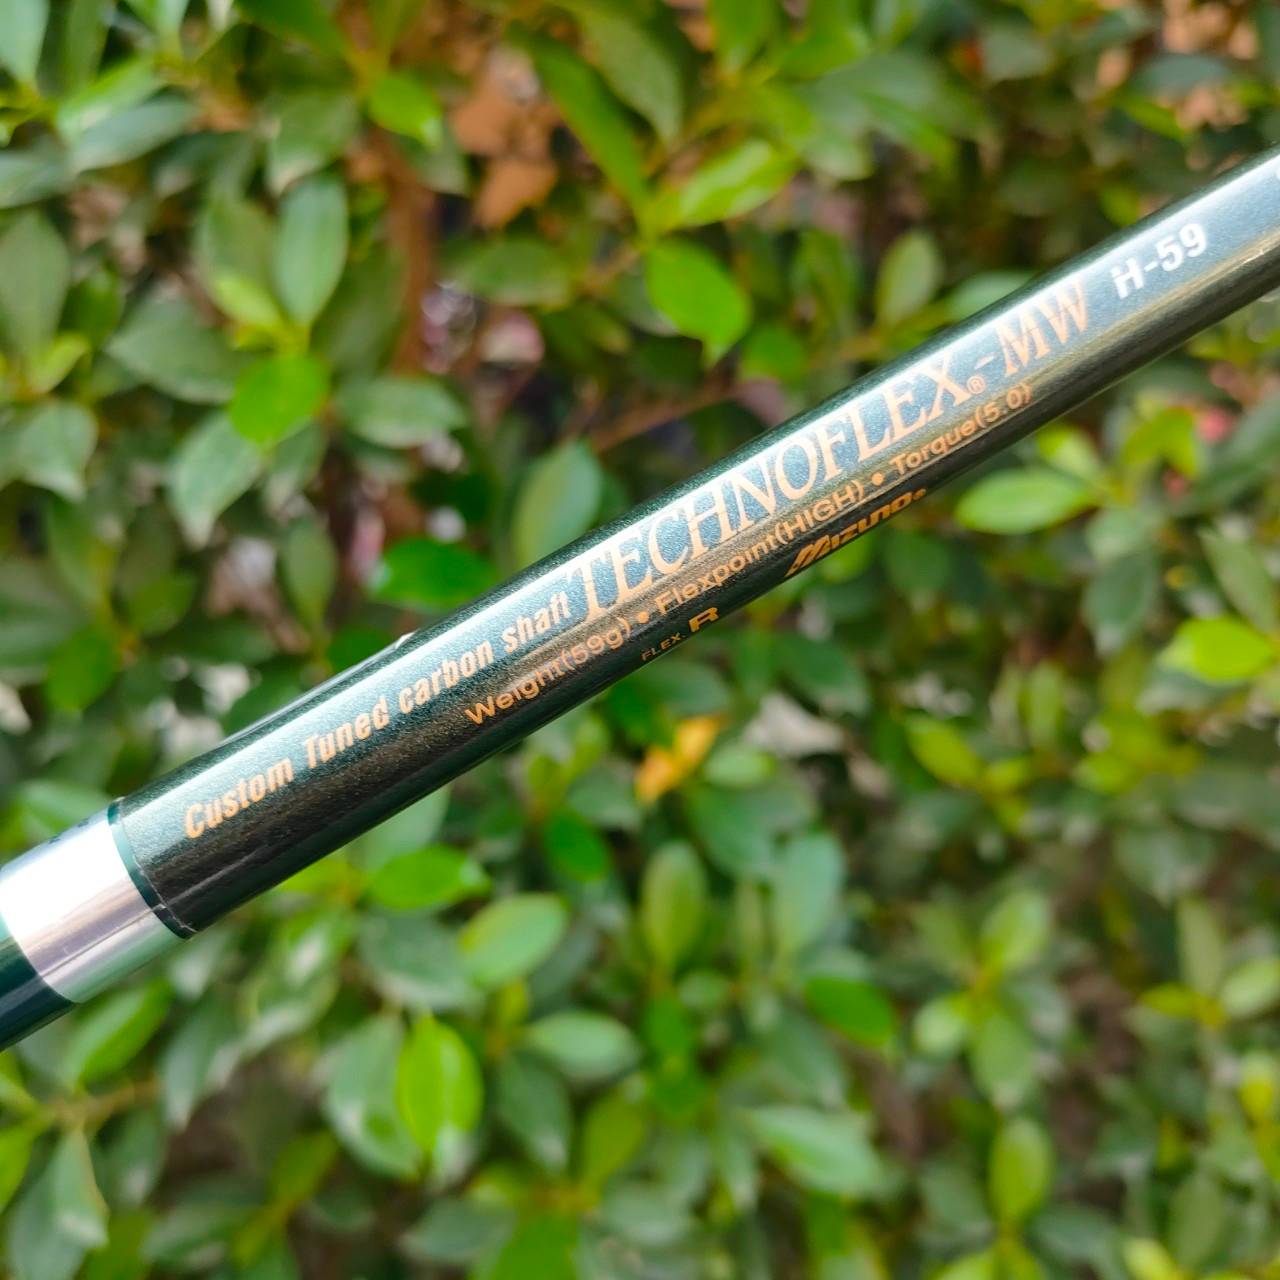 Custom Tuned carbon shaft TECHNOFLEX®-MW H-59
Weight(59g) • Flexpoint(HIGH) • Torque(5.0)
FLEX. R MIZUNO